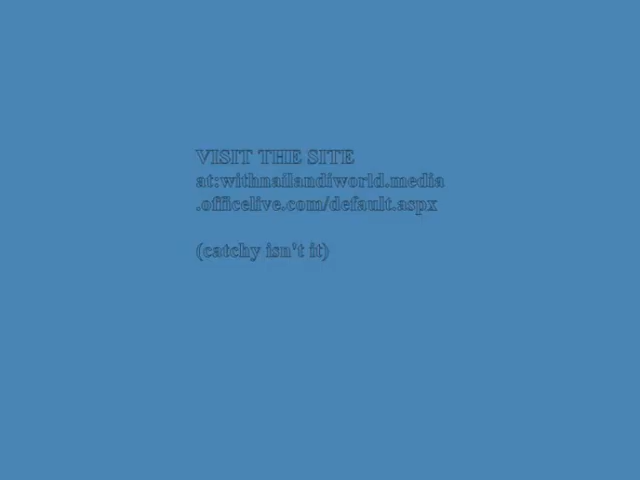 VISIT THE SITE
at:withnailandiworld.media
.officelive.com/default.aspx
(catchy isn't it)